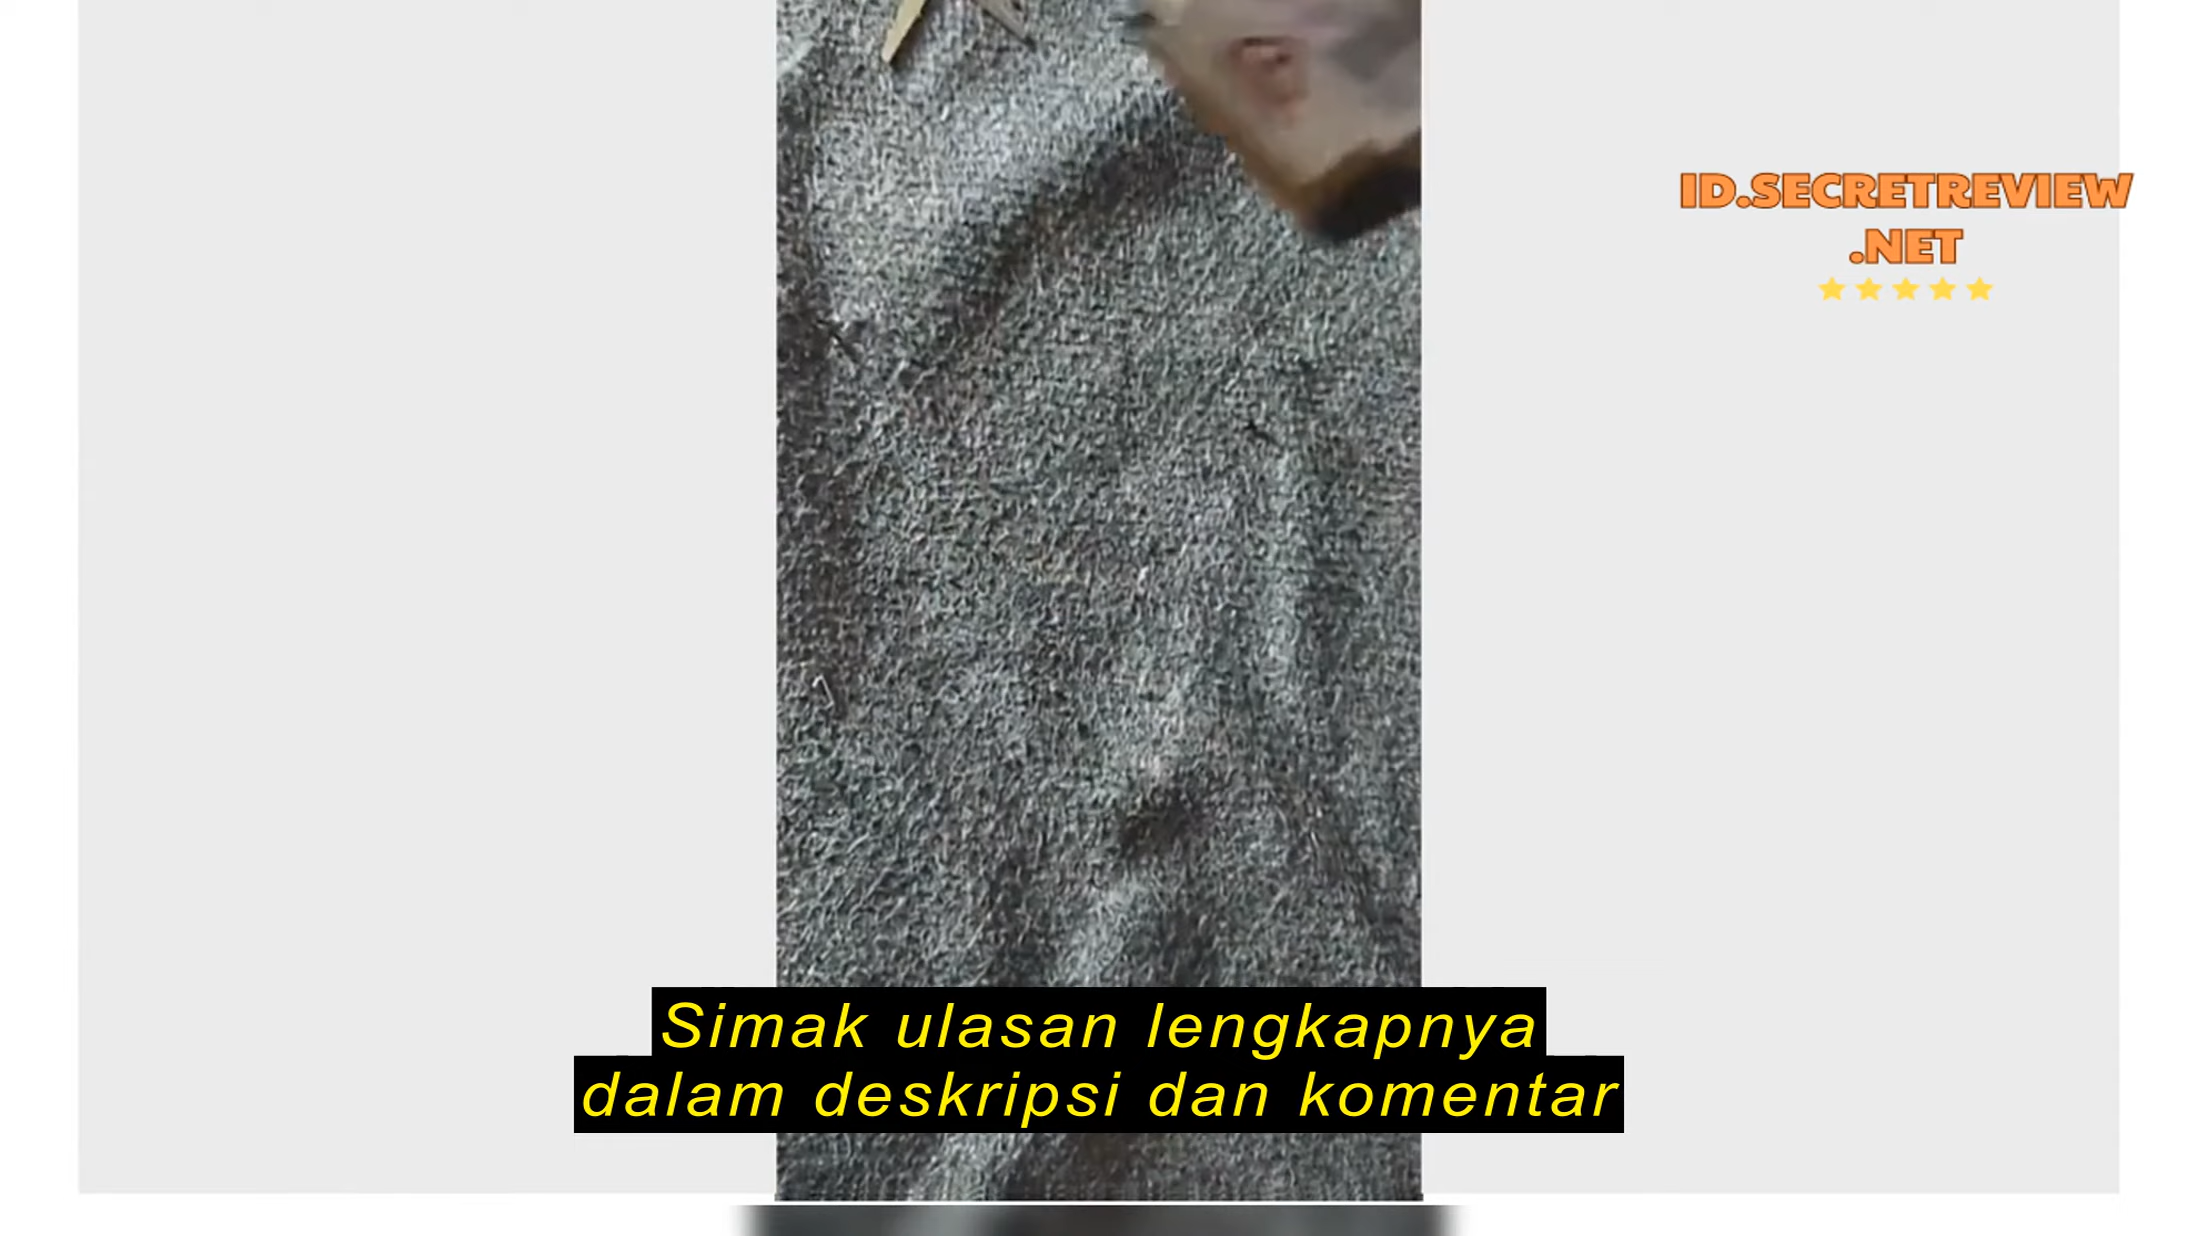 ID.SECRETREVIEW
.NET
Simak ulasan lengkapnya
dalam deskripsi dan komentar